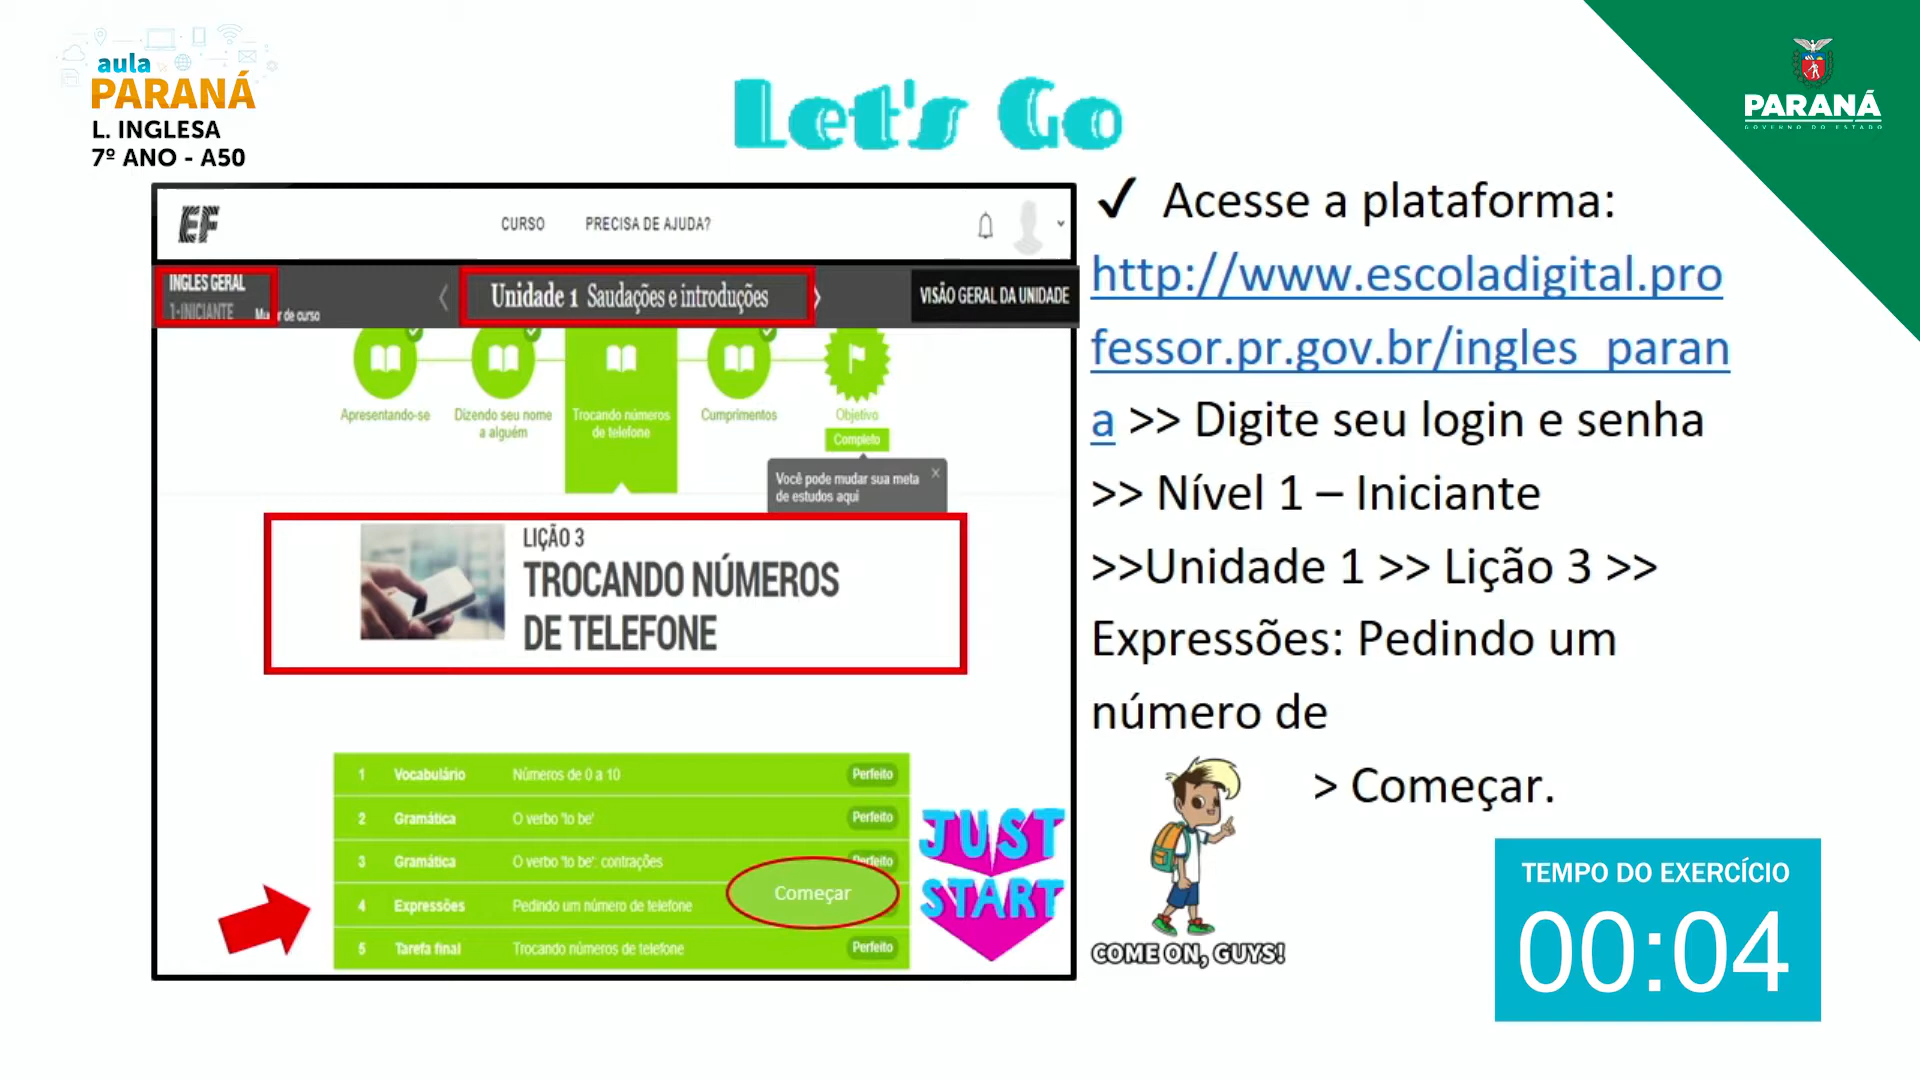 aula
PARANÁ
L. INGLESA
7º ANO - A50
Let's Go
PARANÁ
GOVERNO DO ESTADO
EF
CURSO
PRECISA DE AJUDA?
INGLES GERAL
1-INICIANTE
Unidade 1 Saudações e introduções
VISÃO GERAL DA UNIDADE
Apresentando-se
Dizendo seu nome
a alguém
Trocando números
de telefone
Cumprimentos
Objetivo
Completo
Você pode mudar sua meta
de estudos aqui
LIÇÃO 3
TROCANDO NÚMEROS
DE TELEFONE
1 Vocabulário Números de 0 a 10 Perfeito
2 Gramática O verbo 'to be' Perfeito
3 Gramática O verbo 'to be': contrações Perfeito
4 Expressões Pedindo um número de telefone Começar
5 Tarefa final Trocando números de telefone Perfeito
JUST
START
✓ Acesse a plataforma:
http://www.escoladigital.pro
fessor.pr.gov.br/ingles_paran
a >> Digite seu login e senha
>> Nível 1 – Iniciante
>>Unidade 1 >> Lição 3 >>
Expressões: Pedindo um
número de
> Começar.
COME ON, GUYS!
TEMPO DO EXERCÍCIO
00:04